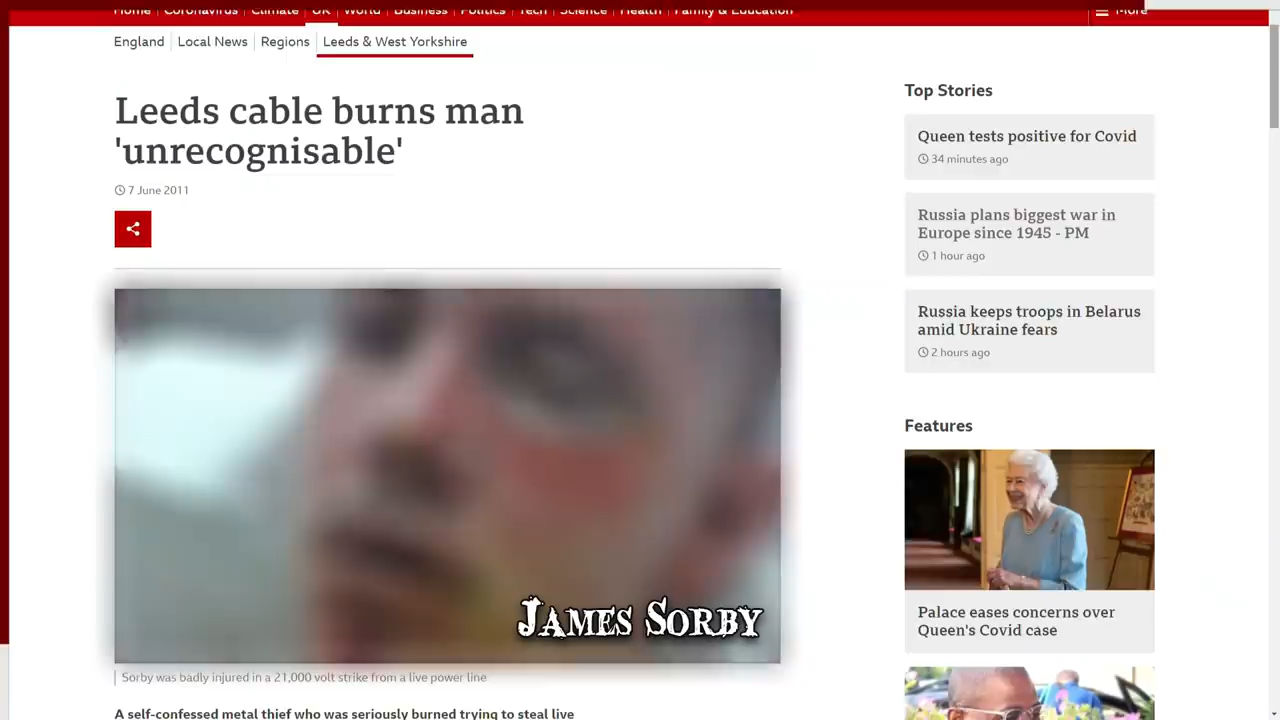 Home Coronavirus Climate UK World Business Politics Tech Science Health Family & Education More
England Local News Regions Leeds & West Yorkshire
Leeds cable burns man
'unrecognisable'
7 June 2011
JAMES SORBY
Sorby was badly injured in a 21,000 volt strike from a live power line
A self-confessed metal thief who was seriously burned trying to steal live
Top Stories
Queen tests positive for Covid
34 minutes ago
Russia plans biggest war in
Europe since 1945 - PM
1 hour ago
Russia keeps troops in Belarus
amid Ukraine fears
2 hours ago
Features
Palace eases concerns over
Queen's Covid case